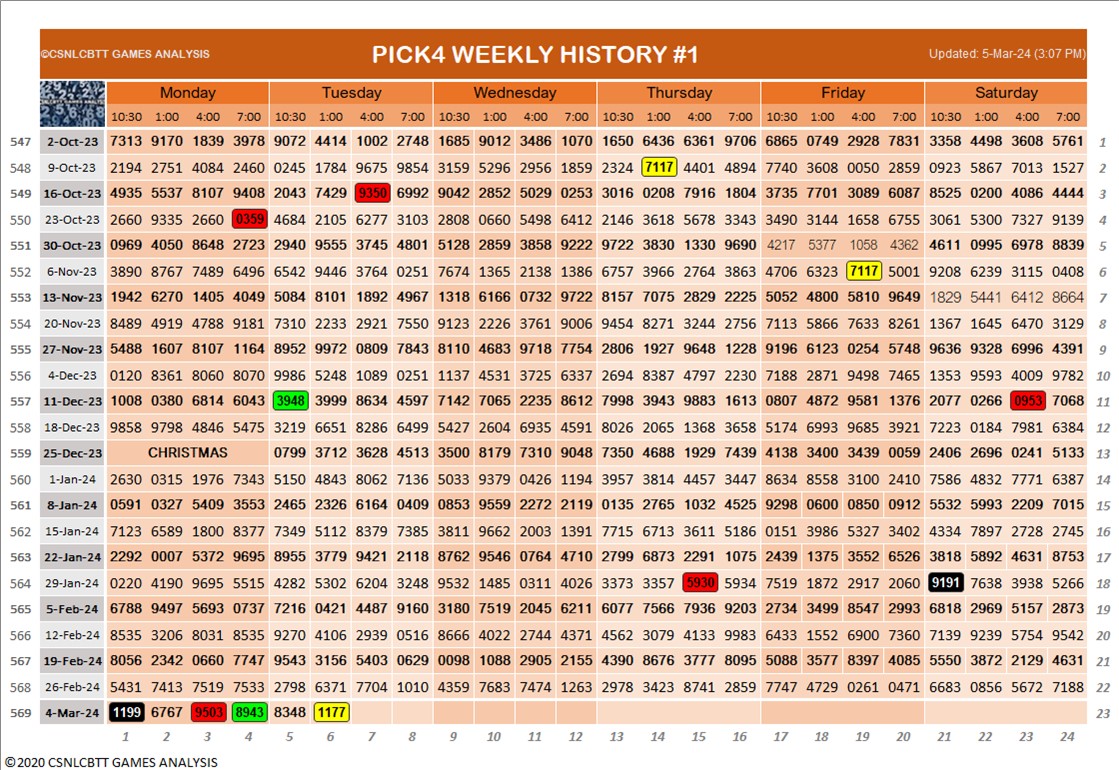 ©CSNLCBTT GAMES ANALYSIS PICK4 WEEKLY HISTORY #1 Updated: 5-Mar-24 (3:07 PM)
Monday Tuesday Wednesday Thursday Friday Saturday
10:30 1:00 4:00 7:00 10:30 1:00 4:00 7:00 10:30 1:00 4:00 7:00 10:30 1:00 4:00 7:00 10:30 1:00 4:00 7:00 10:30 1:00 4:00 7:00
547 2-Oct-23 7313 9170 1839 3978 9072 4414 1002 2748 1685 9012 3486 1070 1650 6436 6361 9706 6865 0749 2928 7831 3358 4498 3608 5761 1
548 9-Oct-23 2194 2751 4084 2460 0245 1784 9675 9854 3159 5296 2956 1859 2324 7117 4401 4894 7740 3608 0050 2859 0923 5867 7013 1527 2
549 16-Oct-23 4935 5537 8107 9408 2043 7429 9350 6992 9042 2852 5029 0253 3016 0208 7916 1804 3735 7701 3089 6087 8525 0200 4086 4444 3
550 23-Oct-23 2660 9335 2660 0359 4684 2105 6277 3103 2808 0660 5498 6412 2146 3618 5678 3343 3490 3144 1658 6755 3061 5300 7327 9139 4
551 30-Oct-23 0969 4050 8648 2723 2940 9555 3745 4801 5128 2859 3858 9222 9722 3830 1330 9690 4217 5377 1058 4362 4611 0995 6978 8839 5
552 6-Nov-23 3890 8767 7489 6496 6542 9446 3764 0251 7674 1365 2138 1386 6757 3966 2764 3863 4706 6323 7117 5001 9208 6239 3115 0408 6
553 13-Nov-23 1942 6270 1405 4049 5084 8101 1892 4967 1318 6166 0732 9722 8157 7075 2829 2225 5052 4800 5810 9649 1829 5441 6412 8664 7
554 20-Nov-23 8489 4919 4788 9181 7310 2233 2921 7550 9123 2226 3761 9006 9454 8271 3244 2756 7113 5866 7633 8261 1367 1645 6470 3129 8
555 27-Nov-23 5488 1607 8107 1164 8952 9972 0809 7843 8110 4683 9718 7754 2806 1927 9648 1228 9196 6123 0254 5748 9636 9328 6996 4391 9
556 4-Dec-23 0120 8361 8060 8070 9986 5248 1089 0251 1137 4531 3725 6337 2694 8387 4797 2230 7188 2871 9498 7465 1353 9593 4009 9782 10
557 11-Dec-23 1008 0380 6814 6043 3948 3999 8634 4597 7142 7065 2235 8612 7998 3943 9883 1613 0807 4872 9581 1376 2077 0266 0953 7068 11
558 18-Dec-23 9858 9798 4846 5475 3219 6651 8286 6499 5427 2604 6935 4591 8026 2065 1368 3658 5174 6993 9685 3921 7223 0184 7981 6384 12
559 25-Dec-23 CHRISTMAS 0799 3712 3628 4513 3500 8179 7310 9048 7350 4688 1929 7439 4138 3400 3439 0059 2406 2696 0241 5133 13
560 1-Jan-24 2630 0315 1976 7343 5150 4843 8062 7136 5033 9379 0426 1194 3957 3814 4457 3447 8634 8558 3100 2410 7586 4832 7771 6387 14
561 8-Jan-24 0591 0327 5409 3553 2465 2326 6164 0409 0853 9559 2272 2119 0135 2765 1032 4525 9298 0600 0850 0912 5532 5993 2209 7015 15
562 15-Jan-24 7123 6589 1800 8377 7349 5112 8379 7385 3811 9662 2003 1391 7715 6713 3611 5186 0151 3986 5327 3402 4334 7897 2728 2745 16
563 22-Jan-24 2292 0007 5372 9695 8955 3779 9421 2118 8762 9546 0764 4710 2799 6873 2291 1075 2439 1375 3552 6526 3818 5892 4631 8753 17
564 29-Jan-24 0220 4190 9695 5515 4282 5302 6204 3248 9532 1485 0311 4026 3373 3357 5930 5934 7519 1872 2917 2060 9191 7638 3938 5266 18
565 5-Feb-24 6788 9497 5693 0737 7216 0421 4487 9160 3180 7519 2045 6211 6077 7566 7936 9203 2734 3499 8547 2993 6818 2969 5157 2873 19
566 12-Feb-24 8535 3206 8031 8535 9270 4106 2939 0516 8666 4022 2744 4371 4562 3079 4133 9983 6433 1552 6900 7360 7139 9239 5754 9542 20
567 19-Feb-24 8056 2342 0660 7747 9543 3156 5403 0629 0098 1088 2905 2155 4390 8676 3777 8095 5088 3577 8397 4085 5550 3872 2129 4631 21
568 26-Feb-24 5431 7413 7519 7533 2798 6371 7704 1010 4359 7683 7474 1263 2978 3423 8741 2859 7747 4729 0261 0471 6683 0856 5672 7188 22
569 4-Mar-24 1199 6767 9503 8943 8348 1177 23
1 2 3 4 5 6 7 8 9 10 11 12 13 14 15 16 17 18 19 20 21 22 23 24
©2020 CSNLCBTT GAMES ANALYSIS